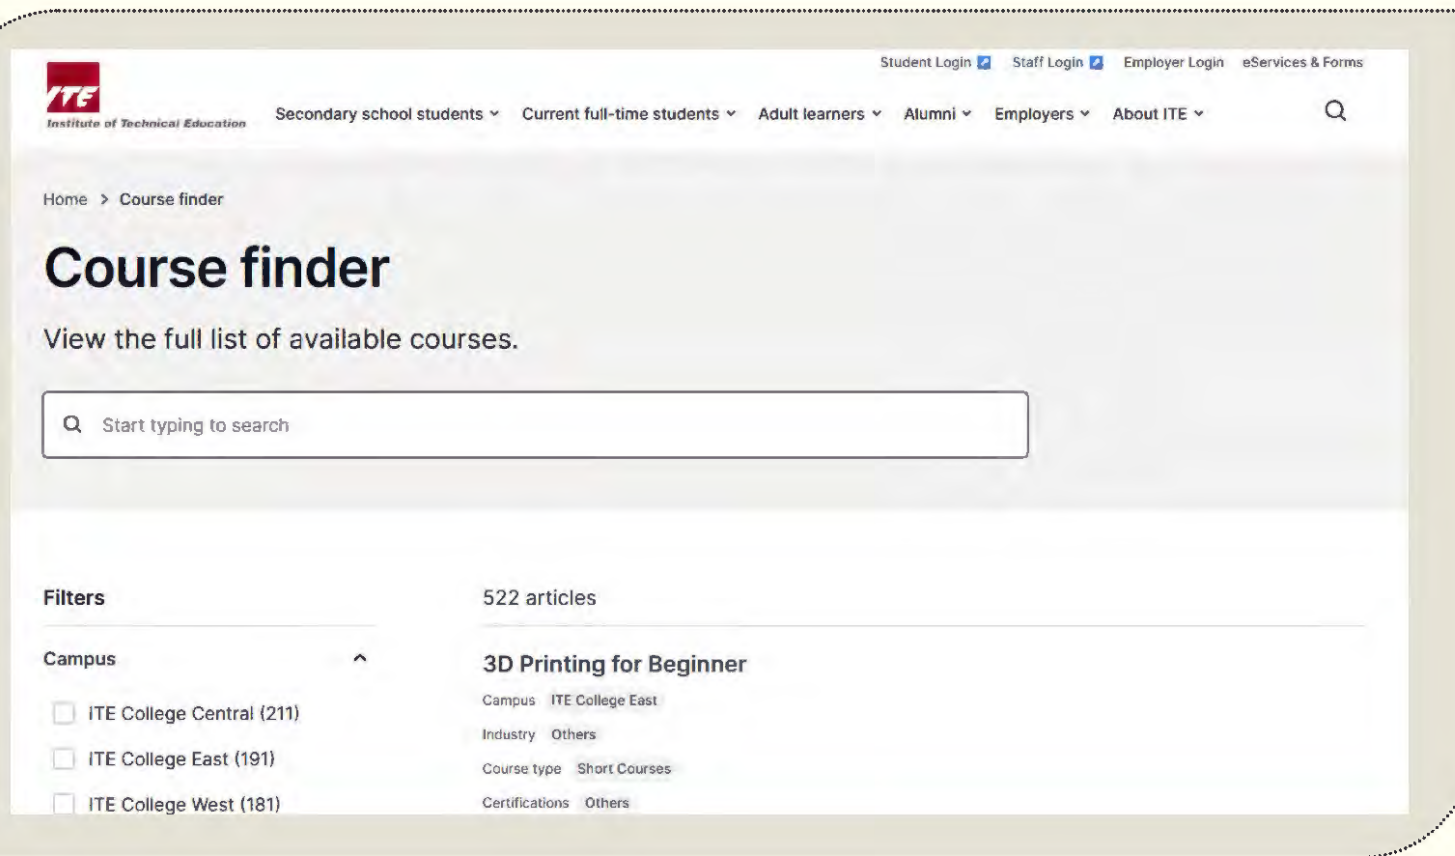 Student Login Staff Login Employer Login eServices & Forms
ITE
Institute of Technical Education
Secondary school students Current full-time students Adult learners Alumni Employers About ITE
Home > Course finder
Course finder
View the full list of available courses.
Start typing to search
Filters
522 articles
Campus
3D Printing for Beginner
Campus ITE College East
ITE College Central (211)
Industry Others
ITE College East (191)
Course type Short Courses
ITE College West (181)
Certifications Others